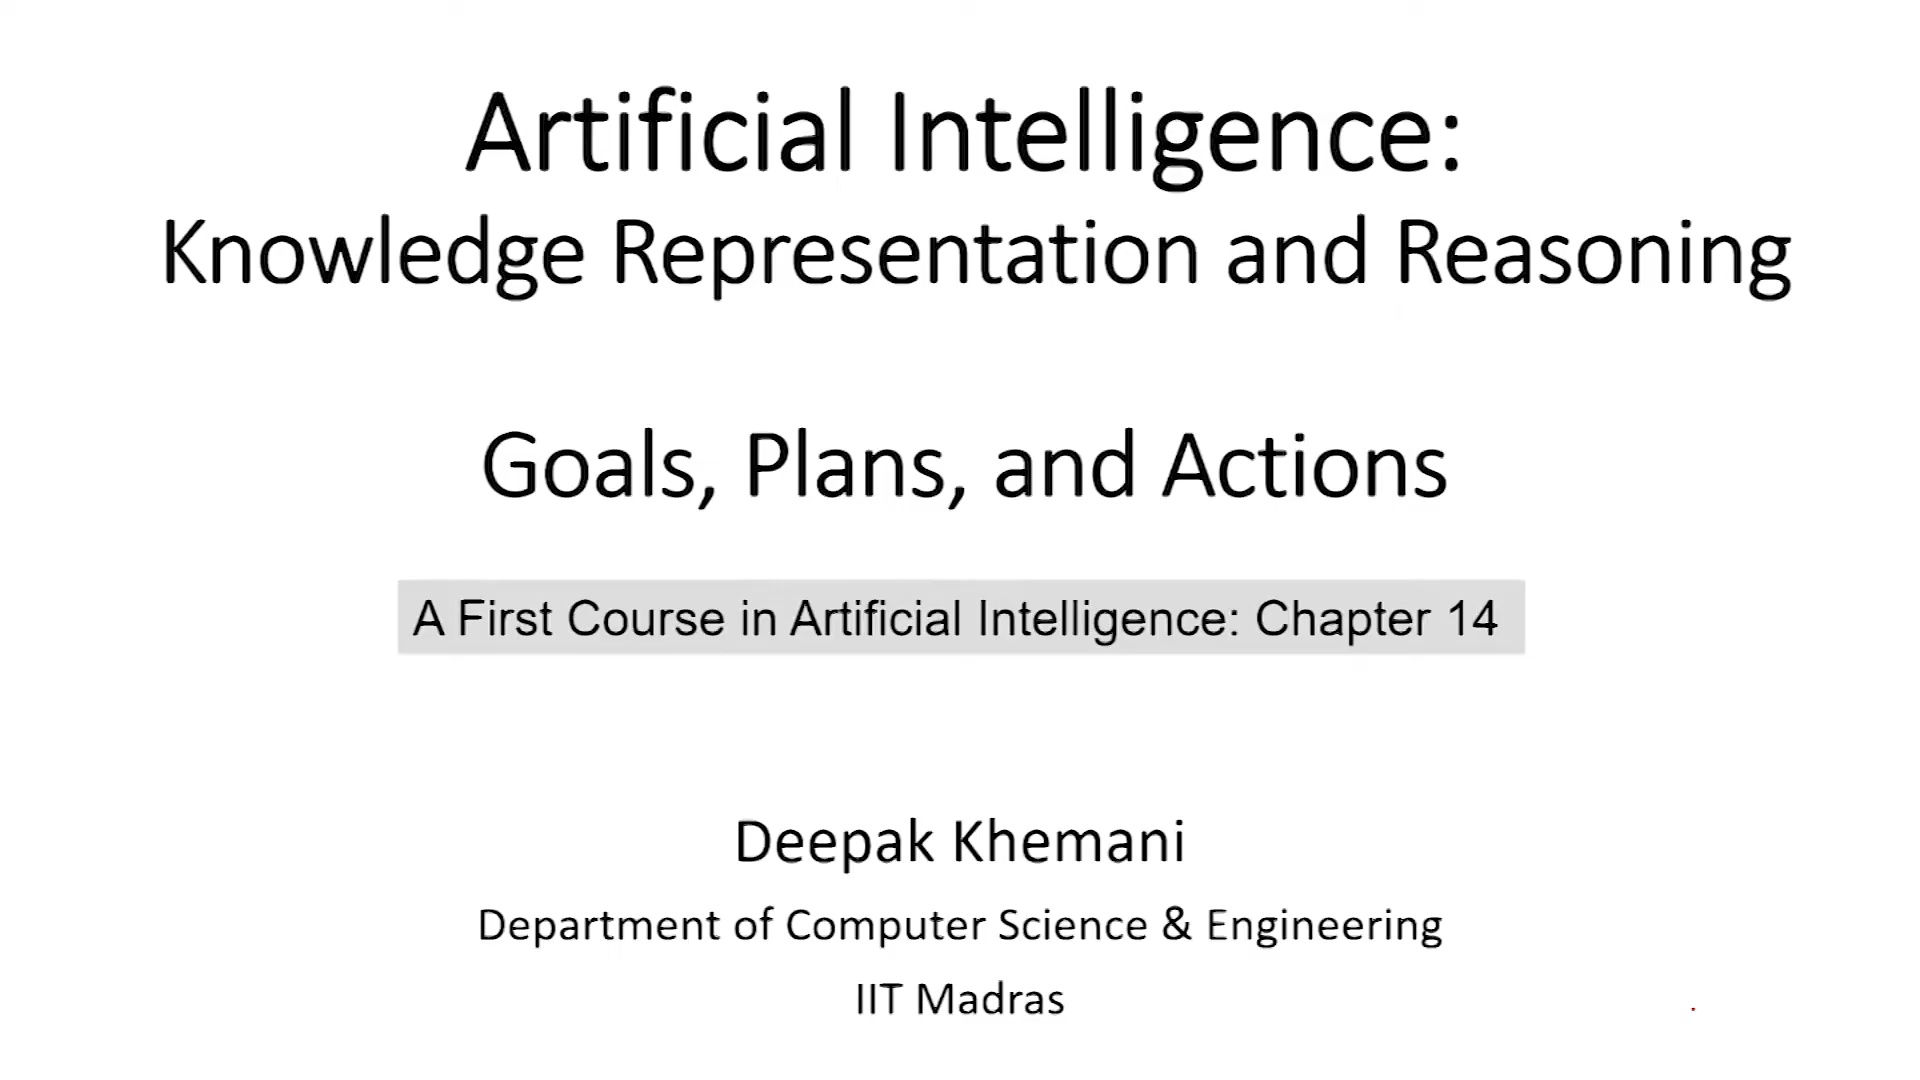 Artificial Intelligence:
Knowledge Representation and Reasoning
Goals, Plans, and Actions
A First Course in Artificial Intelligence: Chapter 14
Deepak Khemani
Department of Computer Science & Engineering
IIT Madras